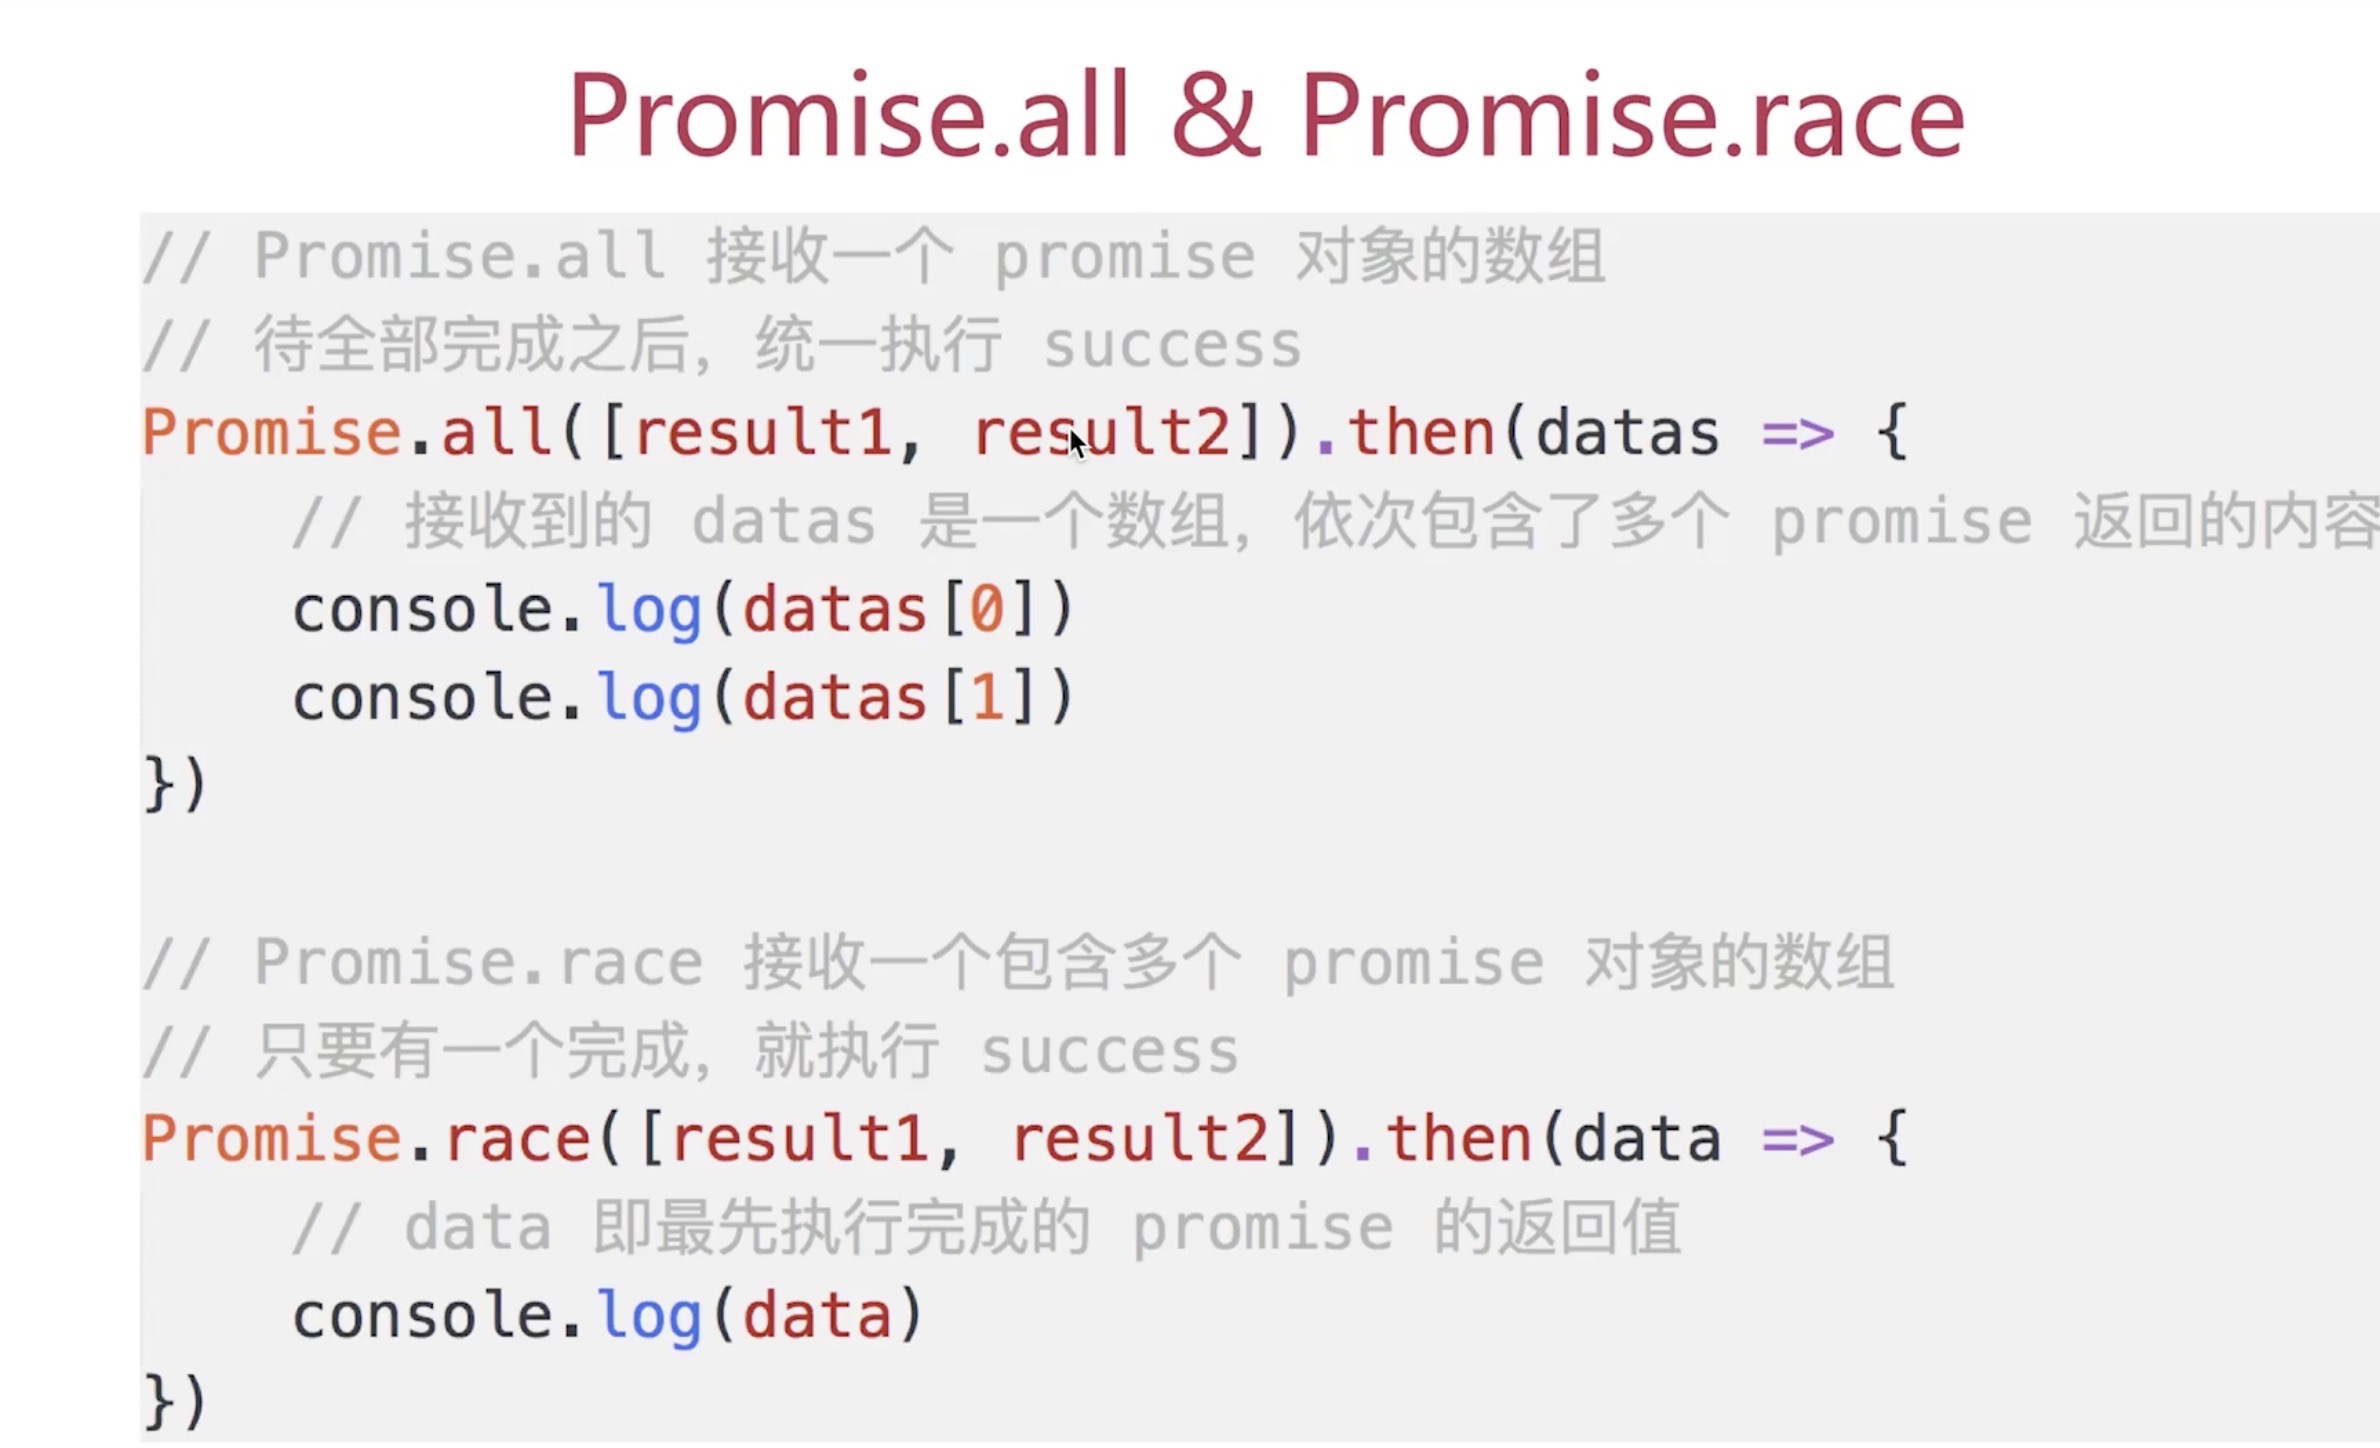 Promise.all & Promise.race
// Promise.all 接收一个 promise 对象的数组
// 待全部完成之后，统一执行 success
Promise.all([result1, result2]).then(datas => {
    // 接收到的 datas 是一个数组，依次包含了多个 promise 返回的内容
    console.log(datas[0])
    console.log(datas[1])
})
// Promise.race 接收一个包含多个 promise 对象的数组
// 只要有一个完成，就执行 success
Promise.race([result1, result2]).then(data => {
    // data 即最先执行完成的 promise 的返回值
    console.log(data)
})